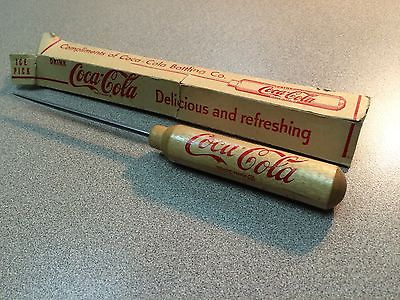 ICE
PICK
Compliments of Coca-Cola Bottling Co.
DRINK
Coca-Cola
Delicious and refreshing
Coca-Cola
Coca-Cola